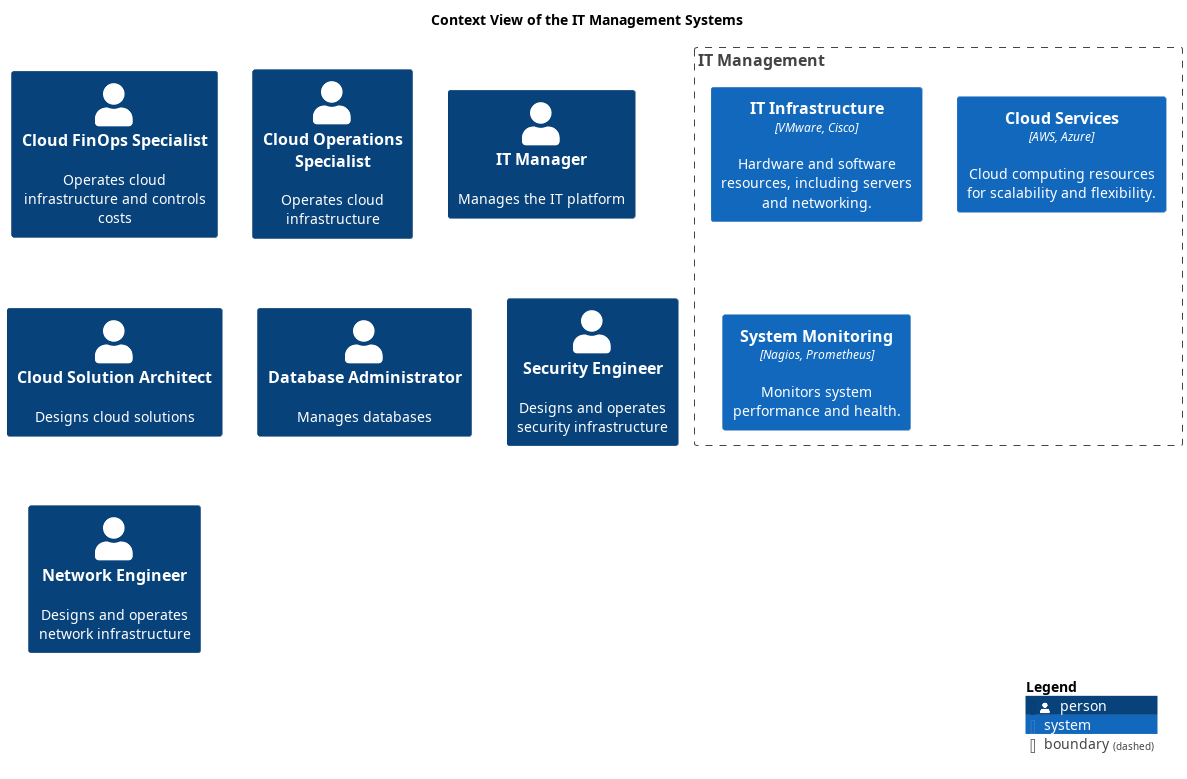 Context View of the IT Management Systems
Cloud FinOps Specialist
Operates cloud
infrastructure and controls
costs
Cloud Operations
Specialist
Operates cloud
infrastructure
IT Manager
Manages the IT platform
IT Management
IT Infrastructure
[VMware, Cisco]
Hardware and software
resources, including servers
and networking.
Cloud Services
[AWS, Azure]
Cloud computing resources
for scalability and flexibility.
Cloud Solution Architect
Designs cloud solutions
Database Administrator
Manages databases
Security Engineer
Designs and operates
security infrastructure
System Monitoring
[Nagios, Prometheus]
Monitors system
performance and health.
Network Engineer
Designs and operates
network infrastructure
Legend
person
system
boundary (dashed)